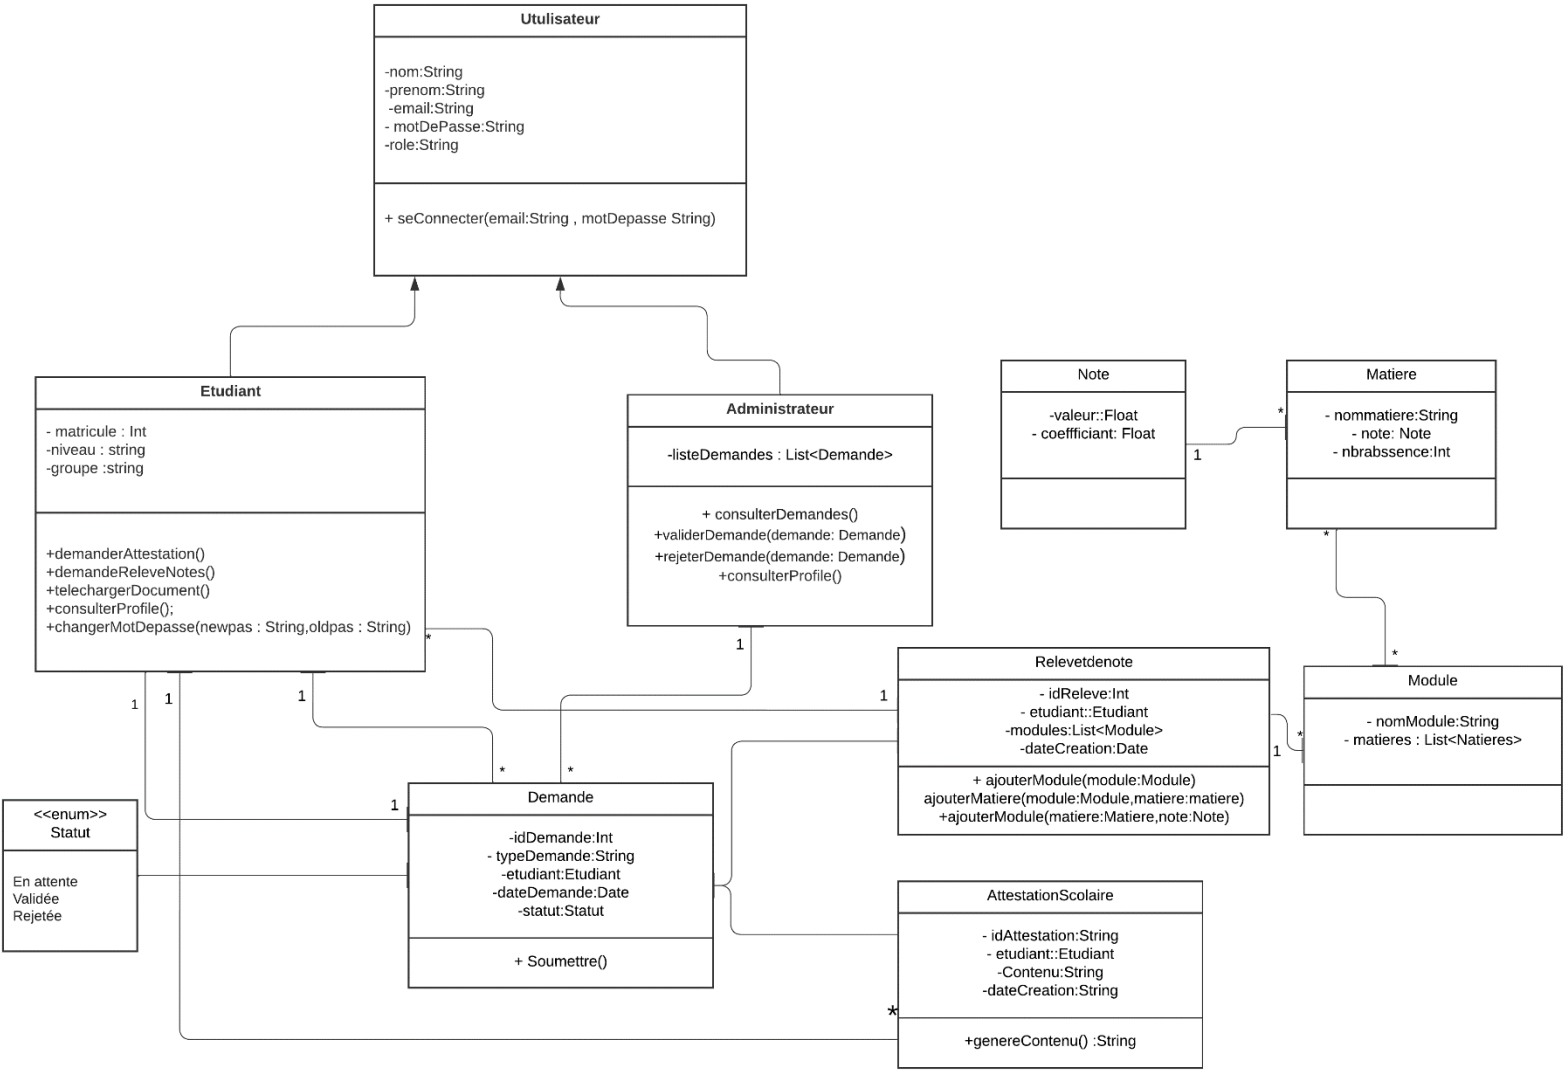 Utulisateur
-nom:String
-prenom:String
-email:String
- motDePasse:String
-role:String
+ seConnecter(email:String , motDepasse String)
Etudiant
- matricule : Int
-niveau : string
-groupe :string
+demanderAttestation()
+demandeReleveNotes()
+telechargerDocument()
+consulterProfile();
+changerMotDepasse(newpas : String,oldpas : String)
Administrateur
-listeDemandes : List<Demande>
+ consulterDemandes()
+validerDemande(demande: Demande)
+rejeterDemande(demande: Demande)
+consulterProfile()
Note
-valeur::Float
- coeffficiant: Float
1
*
Matiere
- nommatiere:String
- note: Note
- nbrabssence:Int
*
*
Module
- nomModule:String
- matieres : List<Natieres>
*
1
Relevetdenote
- idReleve:Int
- etudiant::Etudiant
-modules:List<Module>
-dateCreation:Date
+ ajouterModule(module:Module)
ajouterMatiere(module:Module,matiere:matiere)
+ajouterModule(matiere:Matiere,note:Note)
*
1
1
1
1
1
*
*
1
<<enum>>
Statut
En attente
Validée
Rejetée
Demande
-idDemande:Int
- typeDemande:String
-etudiant:Etudiant
-dateDemande:Date
-statut:Statut
+ Soumettre()
AttestationScolaire
- idAttestation:String
- etudiant::Etudiant
-Contenu:String
-dateCreation:String
+genereContenu() :String
*